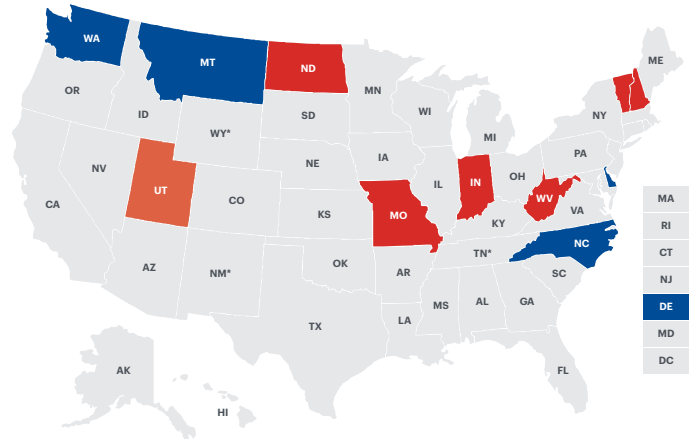 WA
MT
ND
MN
ME
OR
ID
SD
WI
NY
WY*
MI
IA
NE
PA
NV
UT
CO
IL
IN
OH
CA
KS
MO
KY
WV
VA
MA
RI
CT
NJ
DE
MD
DC
AZ
NM*
OK
AR
TN*
NC
SC
MS
AL
GA
TX
LA
FL
AK
HI